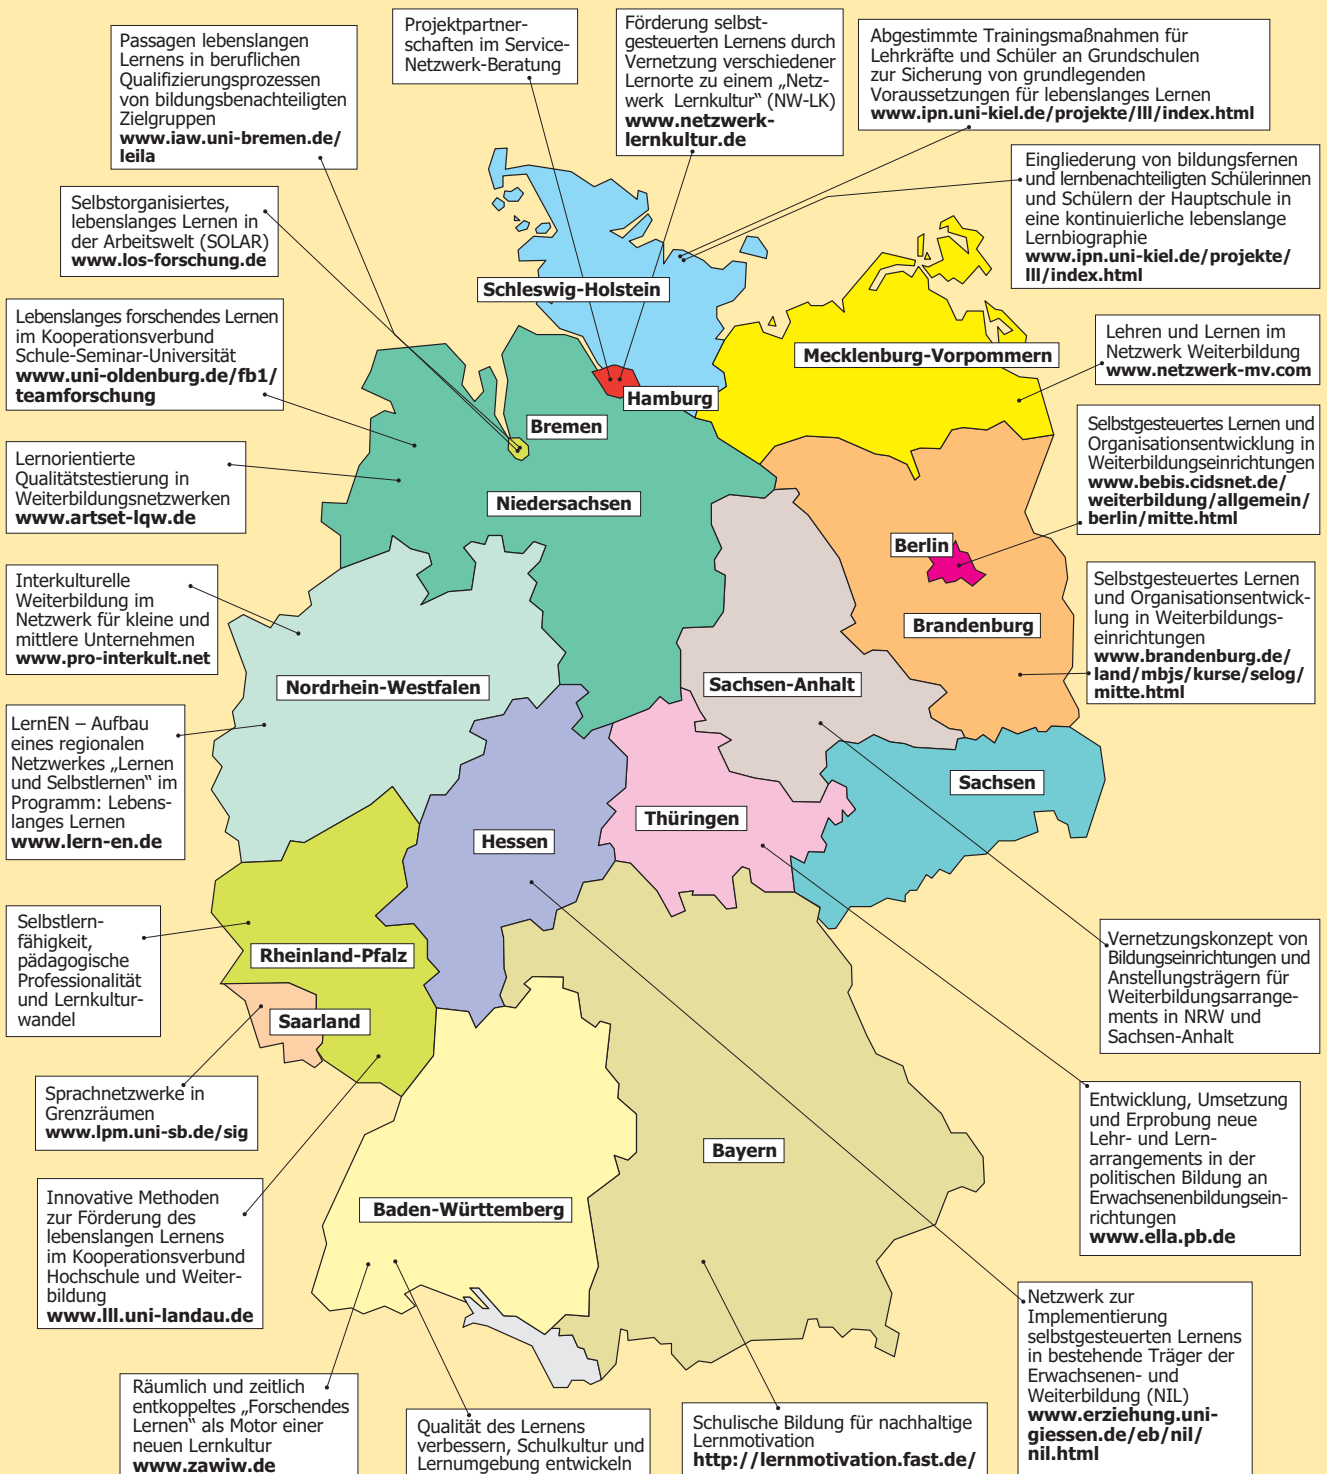 Passagen lebenslangen
Lernens in beruflichen
Qualifizierungsprozessen
von bildungsbenachteiligten
Zielgruppen
www.iaw.uni-bremen.de/
leila
Projektpartner-
schaften im Service-
Netzwerk-Beratung
Förderung selbst-
gesteuerten Lernens durch
Vernetzung verschiedener
Lernorte zu einem „Netz-
werk Lernkultur“ (NW-LK)
www.netzwerk-
lernkultur.de
Abgestimmte Trainingsmaßnahmen für
Lehrkräfte und Schüler an Grundschulen
zur Sicherung von grundlegenden
Voraussetzungen für lebenslanges Lernen
www.ipn.uni-kiel.de/projekte/lll/index.html
Eingliederung von bildungsfernen
und lernbenachteiligten Schülerinnen
und Schülern der Hauptschule in
eine kontinuierliche lebenslange
Lernbiographie
www.ipn.uni-kiel.de/projekte/
lll/index.html
Selbstorganisiertes,
lebenslanges Lernen in
der Arbeitswelt (SOLAR)
www.los-forschung.de
Lebenslanges forschendes Lernen
im Kooperationsverbund
Schule-Seminar-Universität
www.uni-oldenburg.de/fb1/
teamforschung
Lernorientierte
Qualitätstestierung in
Weiterbildungsnetzwerken
www.artset-lqw.de
Interkulturelle
Weiterbildung im
Netzwerk für kleine und
mittlere Unternehmen
www.pro-interkult.net
LernEN – Aufbau
eines regionalen
Netzwerkes „Lernen
und Selbstlernen“ im
Programm: Lebens-
langes Lernen
www.lern-en.de
Selbstlern-
fähigkeit,
pädagogische
Professionalität
und Lernkultur-
wandel
Sprachnetzwerke in
Grenzräumen
www.lpm.uni-sb.de/sig
Innovative Methoden
zur Förderung des
lebenslangen Lernens
im Kooperationsverbund
Hochschule und Weiter-
bildung
www.lll.uni-landau.de
Räumlich und zeitlich
entkoppeltes „Forschendes
Lernen“ als Motor einer
neuen Lernkultur
www.zawiw.de
Qualität des Lernens
verbessern, Schulkultur und
Lernumgebung entwickeln
Schulische Bildung für nachhaltige
Lernmotivation
http://lernmotivation.fast.de/
Lehren und Lernen im
Netzwerk Weiterbildung
www.netzwerk-mv.com
Selbstgesteuertes Lernen und
Organisationsentwicklung in
Weiterbildungseinrichtungen
www.bebis.cidsnet.de/
weiterbildung/allgemein/
berlin/mitte.html
Selbstgesteuertes Lernen
und Organisationsentwick-
lung in Weiterbildungs-
einrichtungen
www.brandenburg.de/
land/mbjs/kurse/selog/
mitte.html
Vernetzungskonzept von
Bildungseinrichtungen und
Anstellungsträgern für
Weiterbildungsarrange-
ments in NRW und
Sachsen-Anhalt
Entwicklung, Umsetzung
und Erprobung neue
Lehr- und Lern-
arrangements in der
politischen Bildung an
Erwachsenenbildungsein-
richtungen
www.ella.pb.de
Netzwerk zur
Implementierung
selbstgesteuerten Lernens
in bestehende Träger der
Erwachsenen- und
Weiterbildung (NIL)
www.erziehung.uni-
giessen.de/eb/nil/
nil.html
Schleswig-Holstein
Mecklenburg-Vorpommern
Hamburg
Bremen
Niedersachsen
Berlin
Brandenburg
Nordrhein-Westfalen
Sachsen-Anhalt
Sachsen
Thüringen
Hessen
Rheinland-Pfalz
Saarland
Bayern
Baden-Württemberg